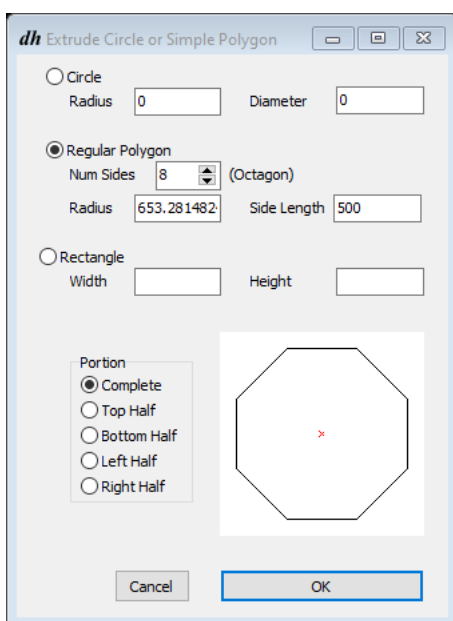 dh Extrude Circle or Simple Polygon
Circle
Radius 0 Diameter 0
Regular Polygon
Num Sides 8 (Octagon)
Radius 653.281482 Side Length 500
Rectangle
Width Height
Portion
Complete
Top Half
Bottom Half
Left Half
Right Half
Cancel OK